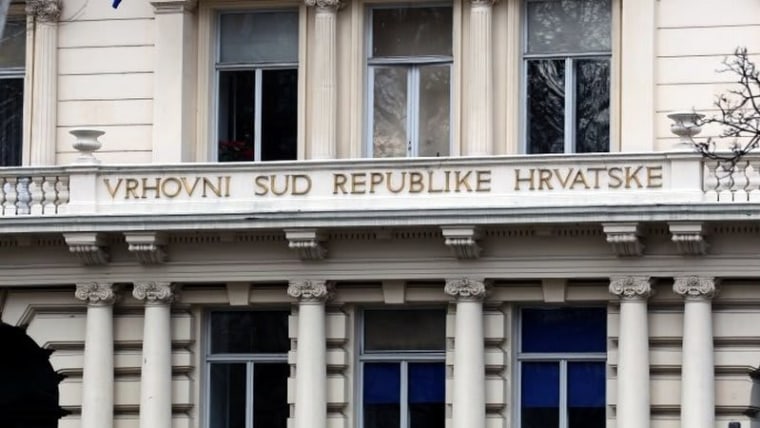 VRHOVNI SUD REPUBLIKE HRVATSKE